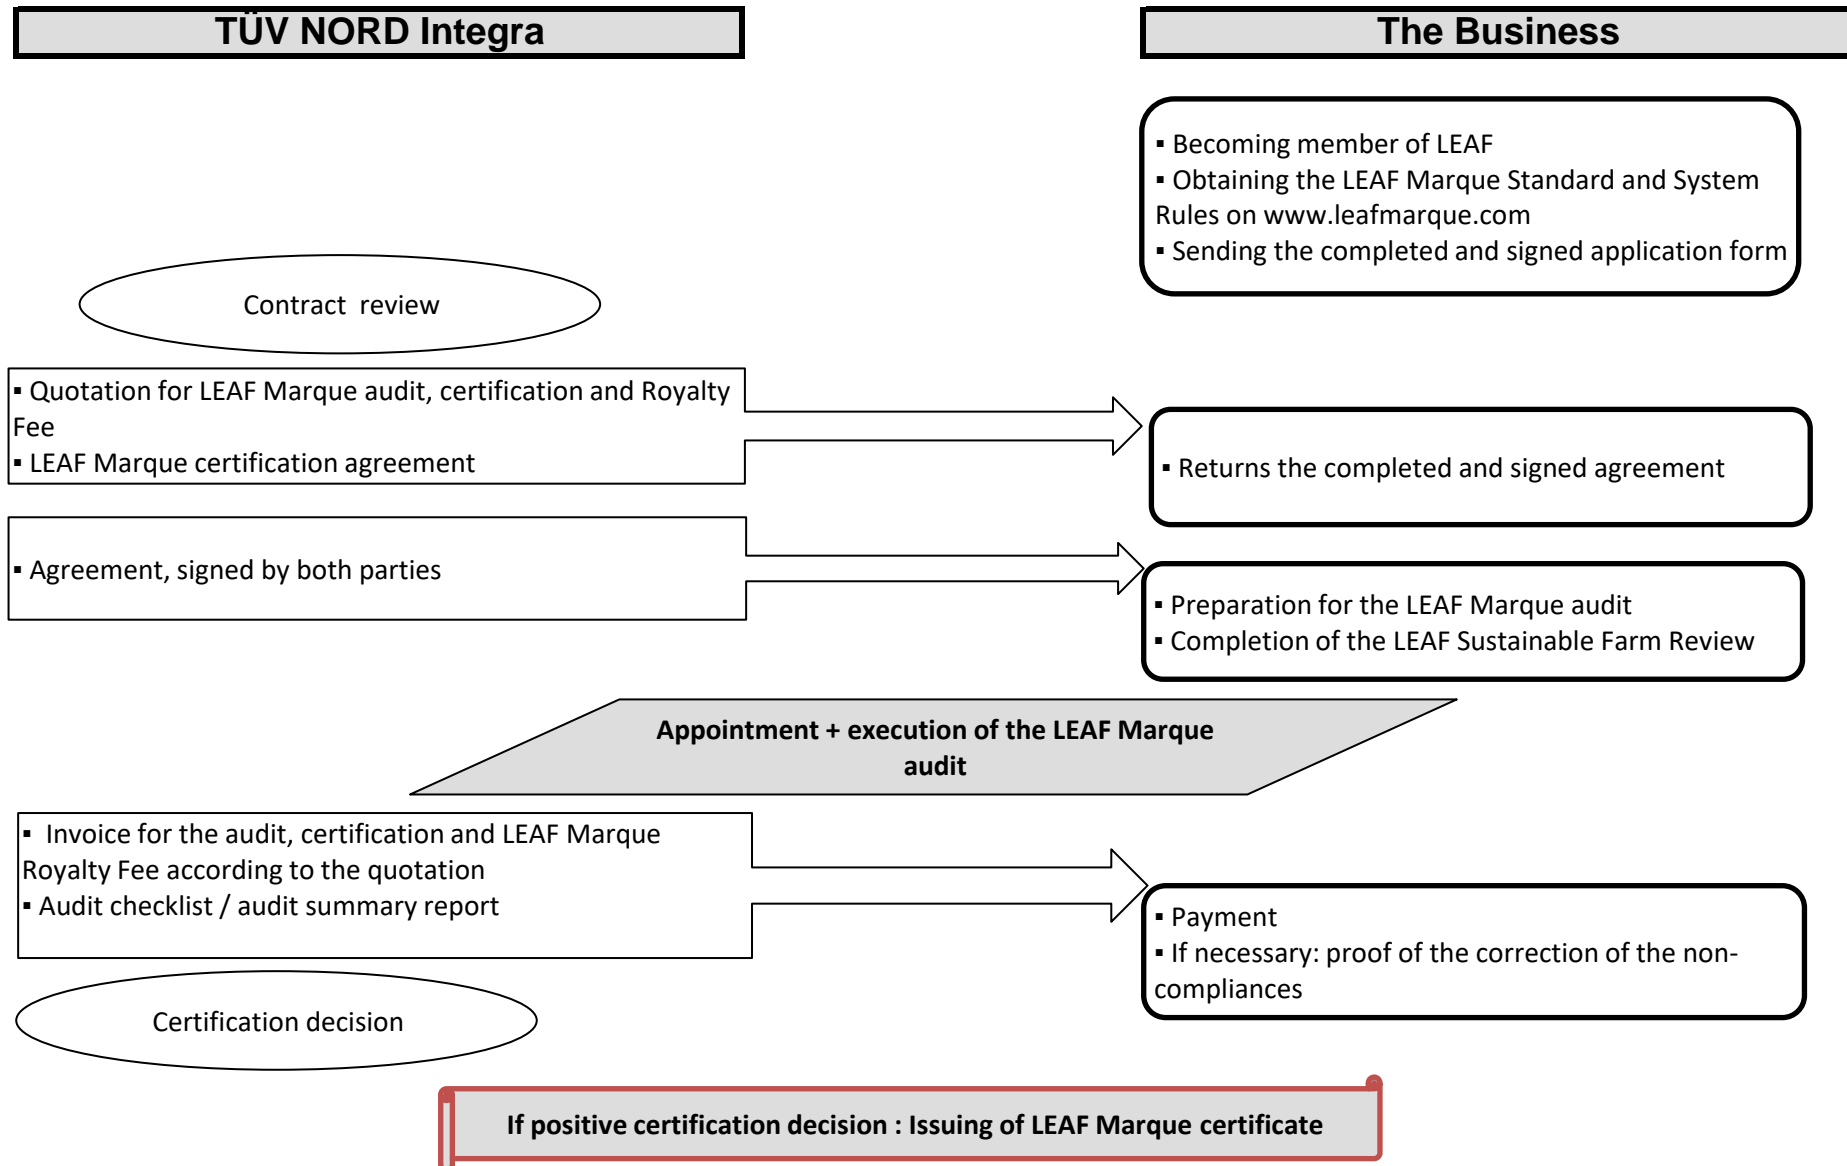 TÜV NORD Integra
The Business
▪ Becoming member of LEAF
▪ Obtaining the LEAF Marque Standard and System
Rules on www.leafmarque.com
▪ Sending the completed and signed application form
Contract review
▪ Quotation for LEAF Marque audit, certification and Royalty
Fee
▪ LEAF Marque certification agreement
▪ Returns the completed and signed agreement
▪ Agreement, signed by both parties
▪ Preparation for the LEAF Marque audit
▪ Completion of the LEAF Sustainable Farm Review
Appointment + execution of the LEAF Marque
audit
▪ Invoice for the audit, certification and LEAF Marque
Royalty Fee according to the quotation
▪ Audit checklist / audit summary report
▪ Payment
▪ If necessary: proof of the correction of the non-
compliances
Certification decision
If positive certification decision : Issuing of LEAF Marque certificate